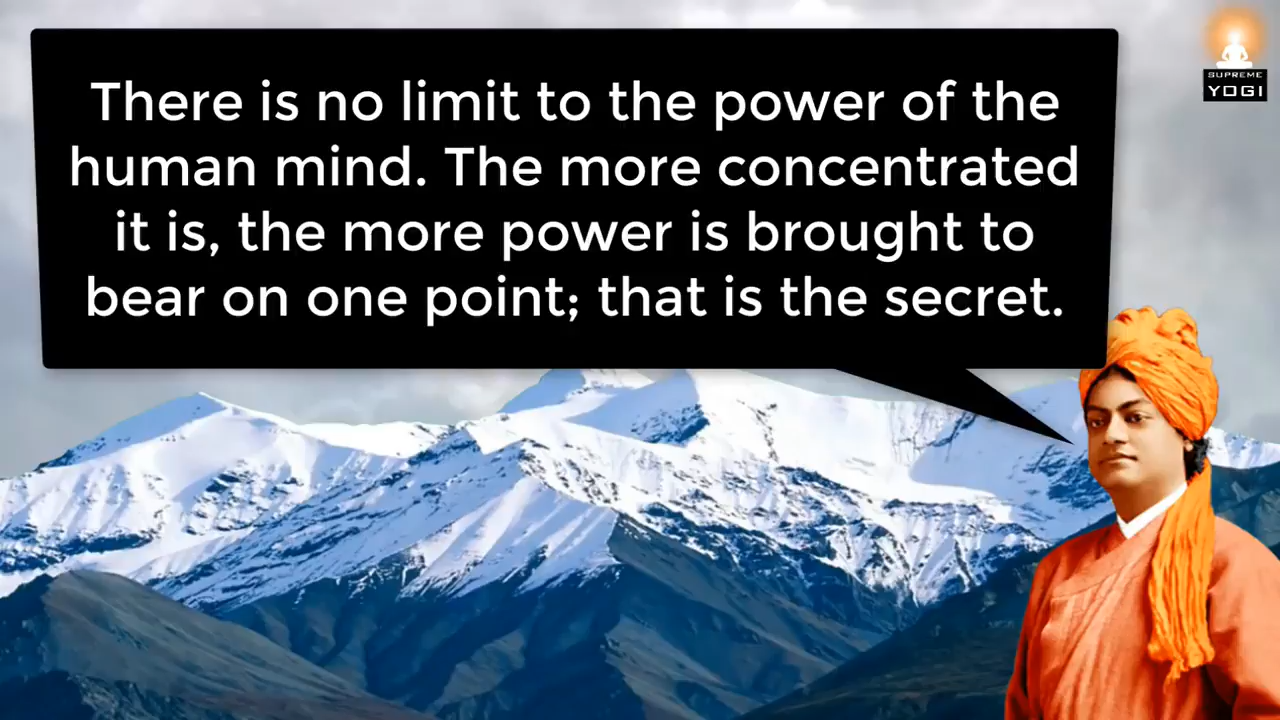 There is no limit to the power of the
human mind. The more concentrated
it is, the more power is brought to
bear on one point; that is the secret.
SUPREME
YOGI